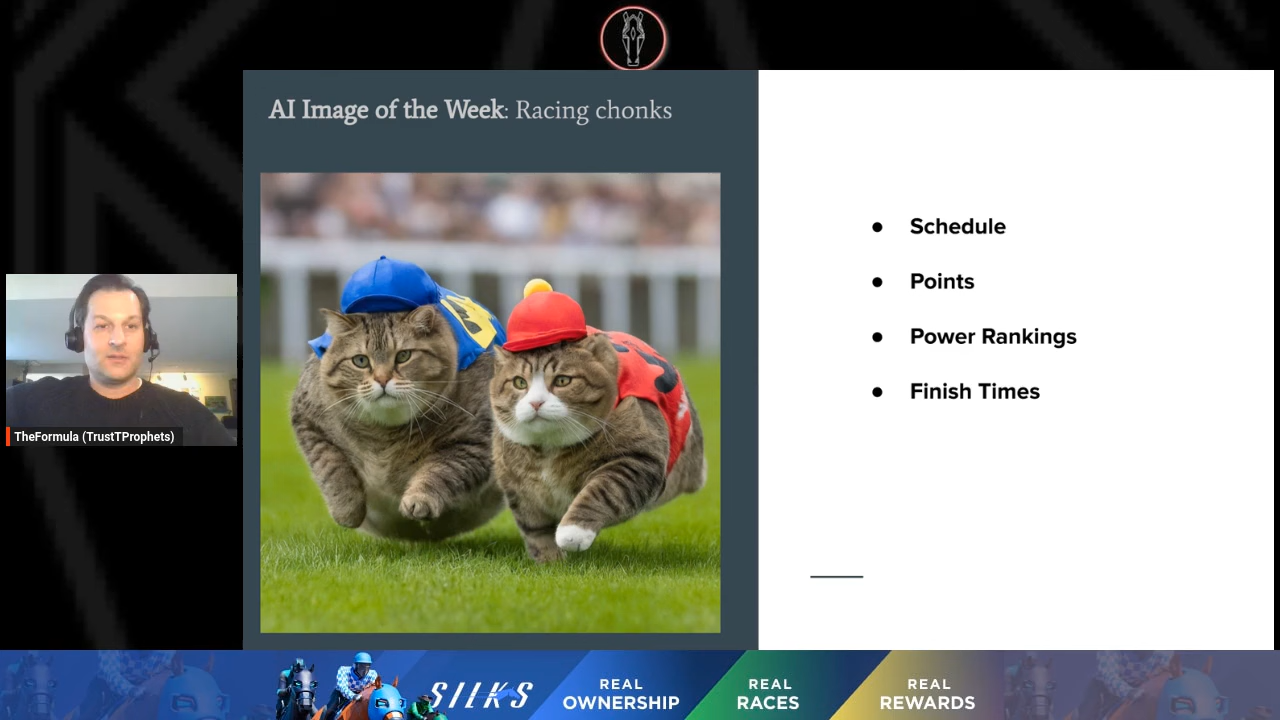 AI Image of the Week: Racing chonks
● Schedule
● Points
● Power Rankings
● Finish Times
TheFormula (TrustTProphets)
SILKS
REAL
OWNERSHIP
REAL
RACES
REAL
REWARDS